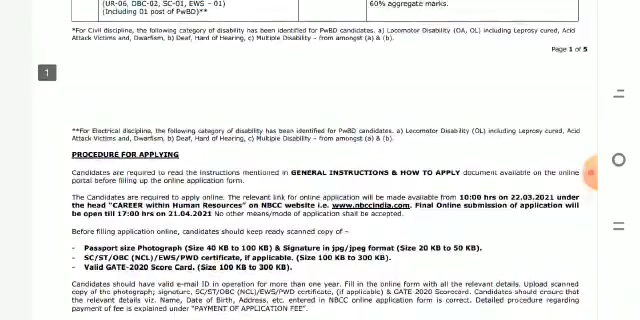 (UR-06, OBC-02, SC-01, EWS – 01)
(Including 01 post of PwBD)**
60% aggregate marks.
*For Civil discipline, the following category of disability has been identified for PwBD candidates. a) Locomotor Disability (OA, OL) including Leprosy cured, Acid
Attack Victims and, Dwarfism, b) Deaf, Hard of Hearing, c) Multiple Disability – from amongst (a) & (b).
Page 1 of 5
1
**For Electrical discipline, the following category of disability has been identified for PwBD candidates. a) Locomotor Disability (OL) including Leprosy cured, Acid
Attack Victims and, Dwarfism, b) Deaf, Hard of Hearing, c) Multiple Disability – from amongst (a) & (b).
PROCEDURE FOR APPLYING
Candidates are required to read the instructions mentioned in GENERAL INSTRUCTIONS & HOW TO APPLY document available on the online
portal before filling up the online application form.
The Candidates are required to apply online. The relevant link for online application will be made available from 10:00 hrs on 22.03.2021 under
the head "CAREER within Human Resources" on NBCC website i.e. www.nbccindia.com. Final Online submission of application will
be open till 17:00 hrs on 21.04.2021 No other means/mode of application shall be accepted.
Before filling application online, candidates should keep ready scanned copy of –
- Passport size Photograph (Size 40 KB to 100 KB) & Signature in jpg/jpeg format (Size 20 KB to 50 KB).
- SC/ST/OBC (NCL)/EWS/PWD certificate, if applicable. (Size 100 KB to 300 KB).
- Valid GATE-2020 Score Card. (Size 100 KB to 300 KB).
Candidates should have valid e-mail ID in operation for more than one year. Fill in the online form with all the relevant details. Upload scanned
copy of the photograph; signature, SC/ST/OBC (NCL)/EWS/PWD certificate, (if applicable) & GATE 2020 Scorecard. Candidates should ensure that
the relevant details viz. Name, Date of Birth, Address, etc. entered in NBCC online application form is correct. Detailed procedure regarding
payment of fee is explained under "PAYMENT OF APPLICATION FEE".